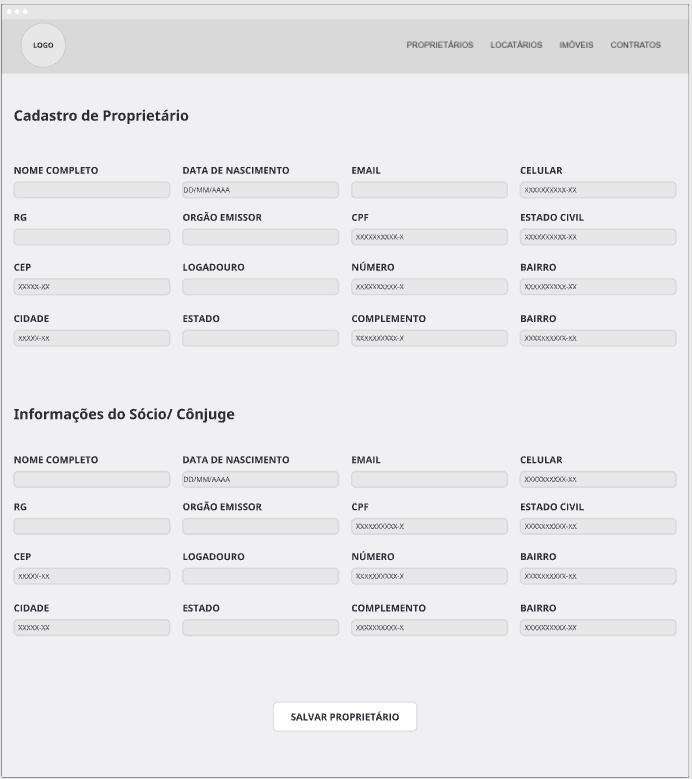 LOGO PROPRIETÁRIOS LOCATÁRIOS IMÓVEIS CONTRATOS
Cadastro de Proprietário
NOME COMPLETO DATA DE NASCIMENTO EMAIL CELULAR
DD/MM/AAAA XXXXXXXXXX-XX
RG ORGÃO EMISSOR CPF ESTADO CIVIL
XXXXXXXXXX-X XXXXXXXXXX-XX
CEP LOGADOURO NÚMERO BAIRRO
XXXXX-XX XXXXXXXXXX-X XXXXXXXXXX-XX
CIDADE ESTADO COMPLEMENTO BAIRRO
XXXXX-XX XXXXXXXXXX-X XXXXXXXXXX-XX
Informações do Sócio/ Cônjuge
NOME COMPLETO DATA DE NASCIMENTO EMAIL CELULAR
DD/MM/AAAA XXXXXXXXXX-XX
RG ORGÃO EMISSOR CPF ESTADO CIVIL
XXXXXXXXXX-X XXXXXXXXXX-XX
CEP LOGADOURO NÚMERO BAIRRO
XXXXX-XX XXXXXXXXXX-X XXXXXXXXXX-XX
CIDADE ESTADO COMPLEMENTO BAIRRO
XXXXX-XX XXXXXXXXXX-X XXXXXXXXXX-XX
SALVAR PROPRIETÁRIO